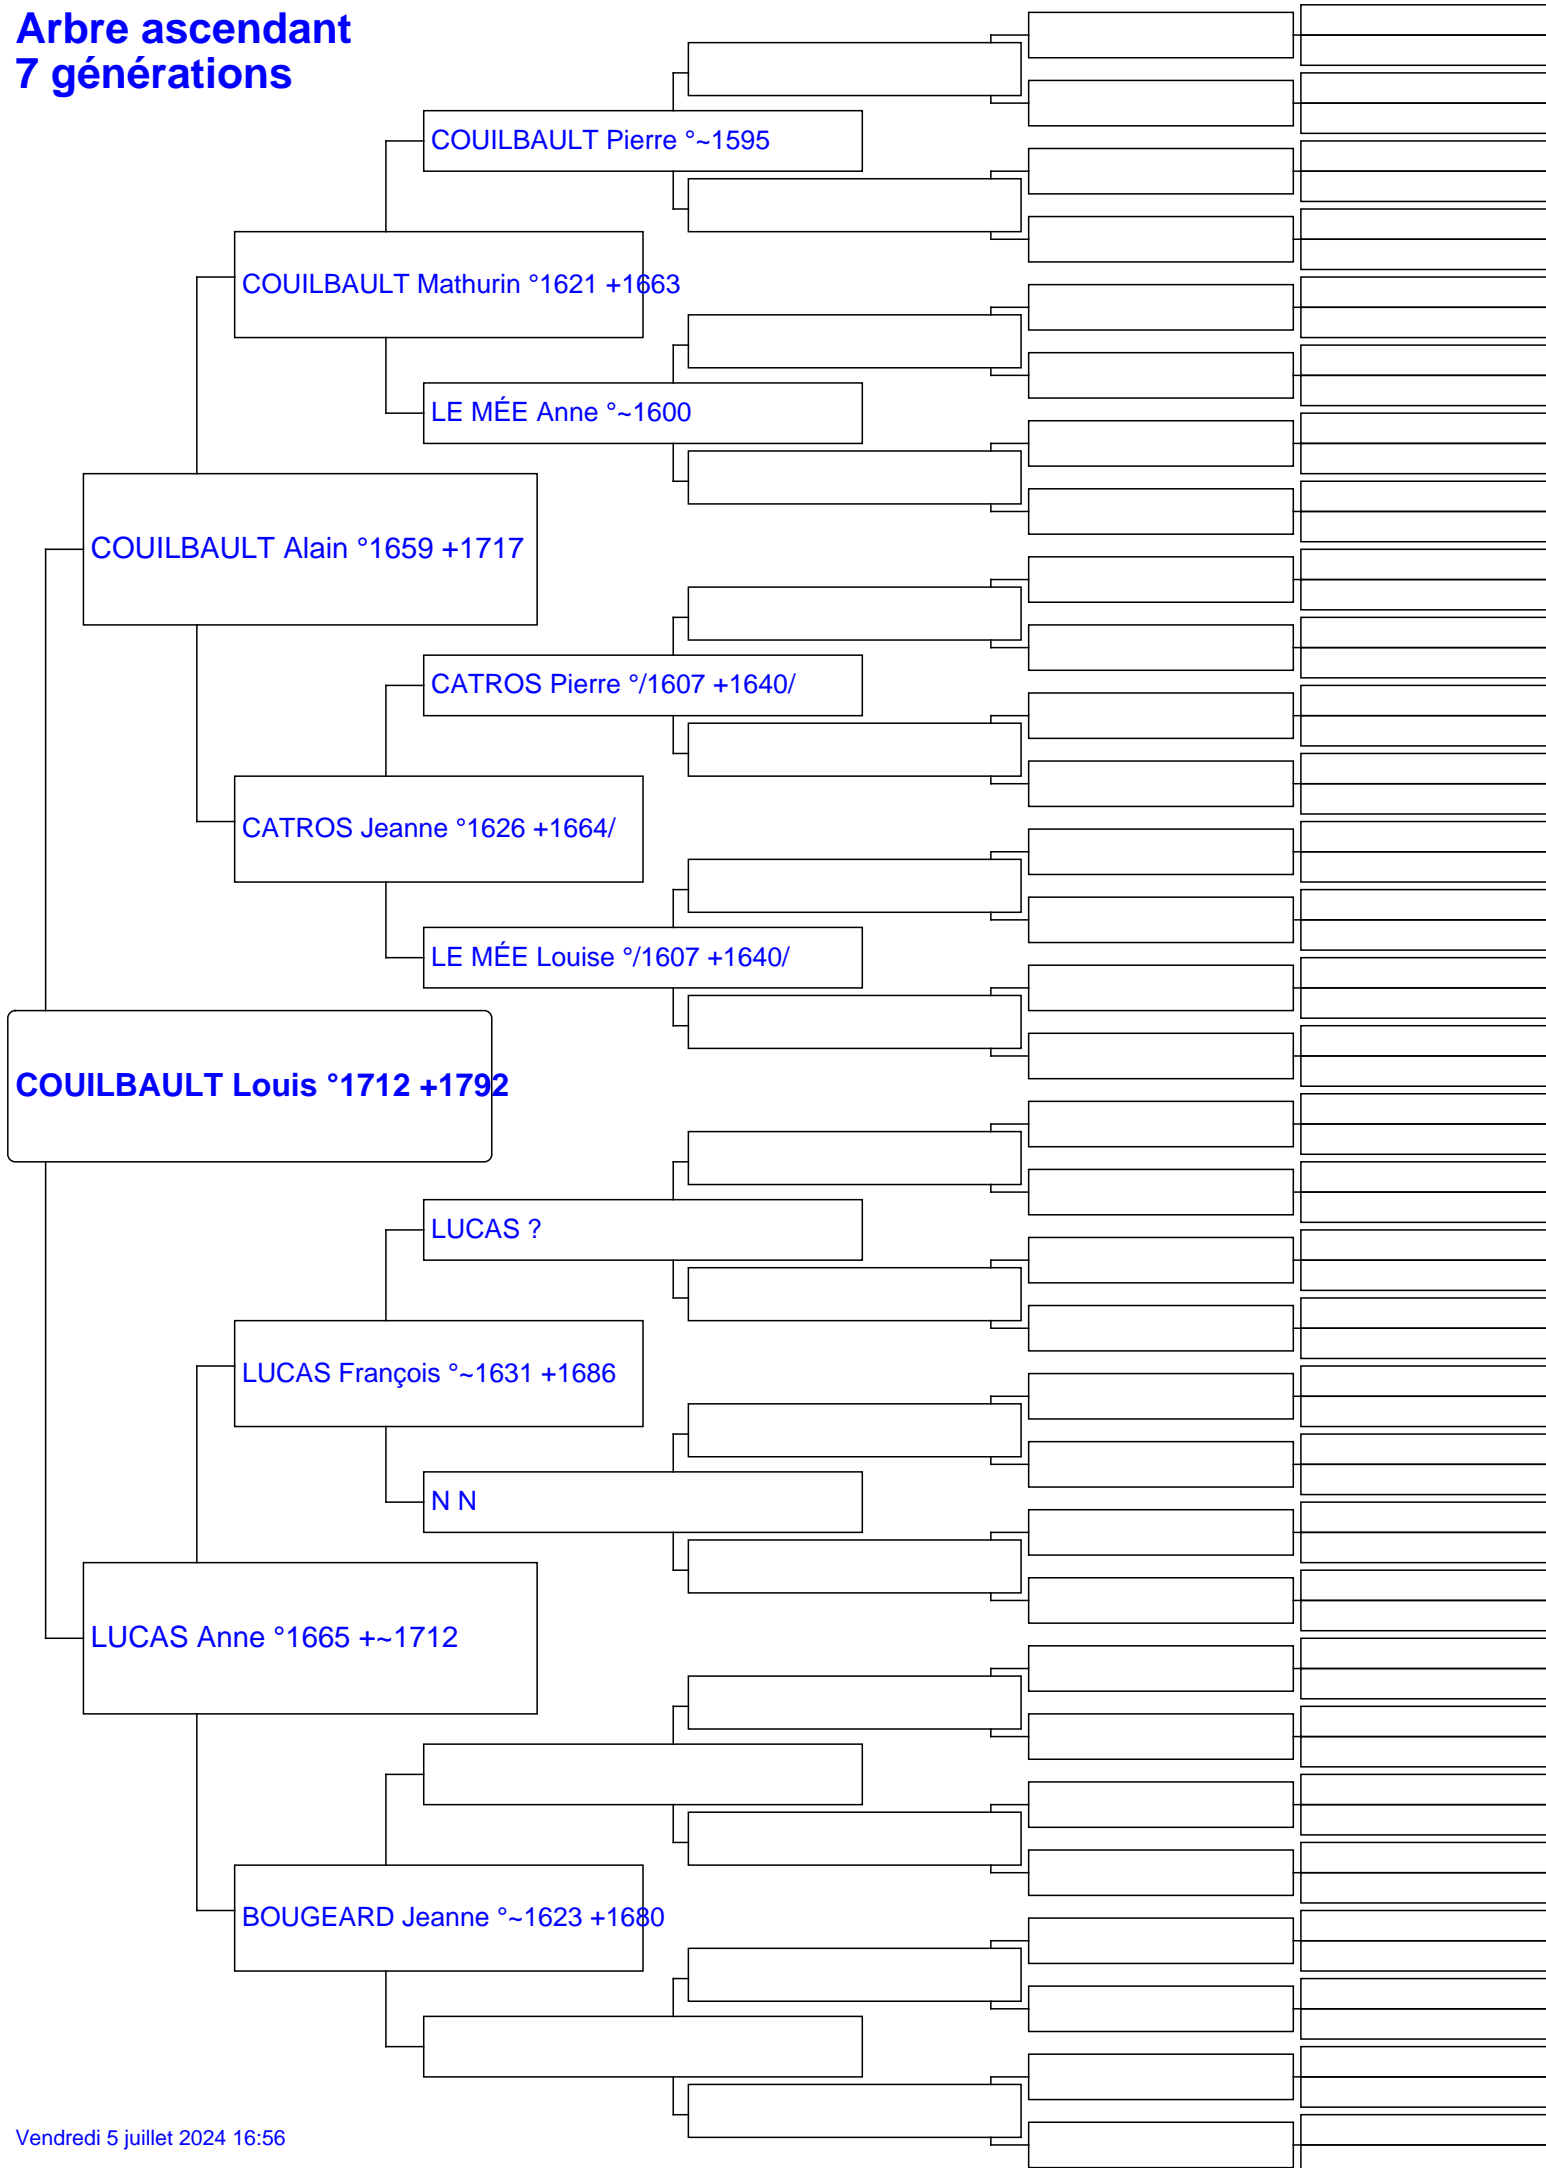 Arbre ascendant
7 générations
COUILBAULT Pierre °~1595
COUILBAULT Mathurin °1621 +1663
LE MÉE Anne °~1600
COUILBAULT Alain °1659 +1717
CATROS Pierre °/1607 +1640/
CATROS Jeanne °1626 +1664/
LE MÉE Louise °/1607 +1640/
COUILBAULT Louis °1712 +1792
LUCAS ?
LUCAS François °~1631 +1686
N N
LUCAS Anne °1665 +~1712
BOUGEARD Jeanne °~1623 +1680
Vendredi 5 juillet 2024 16:56